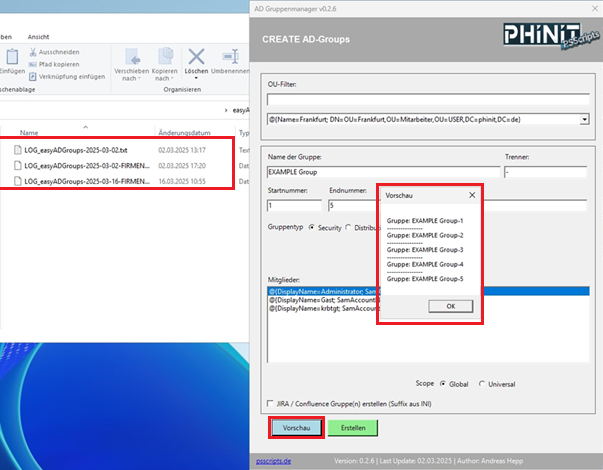 eben
Ansicht
Einfügen
Ausschneiden
Pfad kopieren
Verknüpfung einfügen
Verschieben nach
Kopieren nach
Löschen
Umbenennen
chenablage
easyA
Name
Änderungsdatum
Typ
LOG_easyADGroups-2025-03-02.txt
02.03.2025 13:17
Text
LOG_easyADGroups-2025-03-02-FIRMEN...
02.03.2025 17:20
Date
LOG_easyADGroups-2025-03-16-FIRMEN...
16.03.2025 10:55
Date
AD Gruppenmanager v0.2.6
CREATE AD-Groups
PHiNiT
PSScripts
OU-Filter:
@{Name=Frankfurt; DN=OU=Frankfurt,OU=Mitarbeiter,OU=USER,DC=phinit,DC=de}
Name der Gruppe:
Trenner:
EXAMPLE Group
-
Startnummer:
Endnummer:
1
5
Gruppentyp
Security
Distribu
Vorschau
Gruppe: EXAMPLE Group-1
----------------
Gruppe: EXAMPLE Group-2
----------------
Gruppe: EXAMPLE Group-3
----------------
Gruppe: EXAMPLE Group-4
----------------
Gruppe: EXAMPLE Group-5
OK
Mitglieder:
@{DisplayName=Administrator; Sam
@{DisplayName=Gast; SamAccount
@{DisplayName=krbtgt; SamAccount
Scope
Global
Universal
JIRA / Confluence Gruppe(n) erstellen (Suffix aus INI)
Vorschau
Erstellen
psscripts.de
Version: 0.2.6 | Last Update: 02.03.2025 | Author: Andreas Hepp